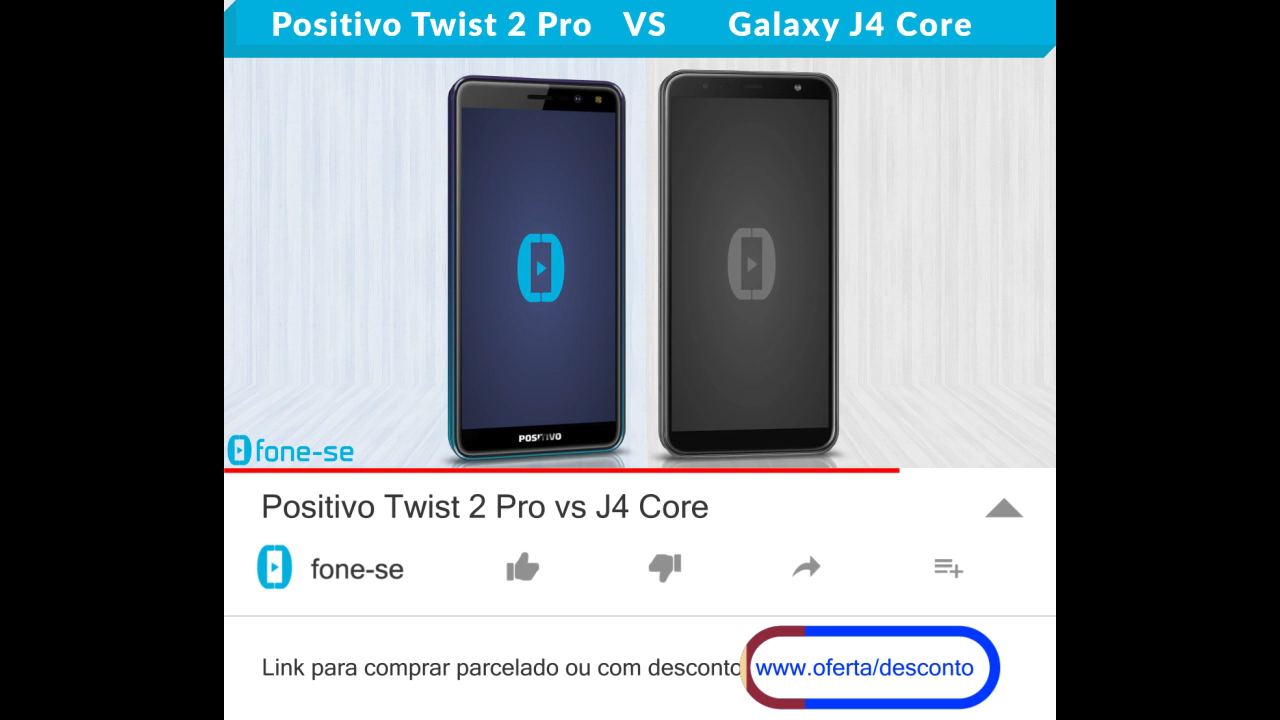 Positivo Twist 2 Pro VS Galaxy J4 Core
POSITIVO
fone-se
Positivo Twist 2 Pro vs J4 Core
fone-se
Link para comprar parcelado ou com desconto www.oferta/desconto